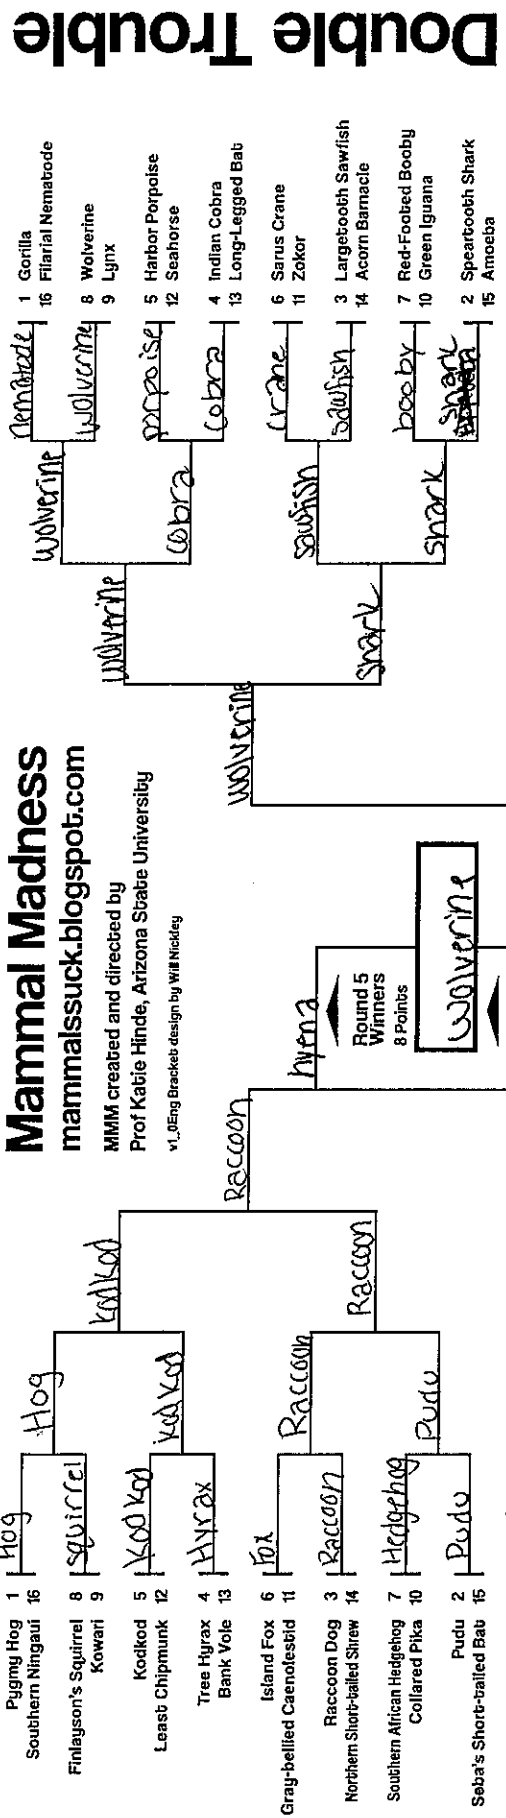 Double Trouble
1 Gorilla
16 Filarial Nematode
8 Wolverine
9 Lynx
5 Harbor Porpoise
12 Seahorse
4 Indian Cobra
13 Long-Legged Bat
6 Sarus Crane
11 Zokor
3 Largetooth Sawfish
14 Acorn Barnacle
7 Red-Footed Booby
10 Green Iguana
2 Speartooth Shark
15 Amoeba
Nematode
Wolverine
porpoise
cobra
crane
sawfish
booby
shark
Wolverine
cobra
sawfish
shark
Wolverine
shark
Wolverine
Mammal Madness
mammalssuck.blogspot.com
MMM created and directed by
Prof Katie Hinde, Arizona State University
v1_0Eng Bracket design by Will Nickley
hyena
Round 5
Winners
8 Points
Wolverine
Raccoon
kodkod
Raccoon
Hog
kodkod
Raccoon
Pudu
Hog
squirrel
Kodkod
Hyrax
Fox
Raccoon
Hedgehog
Pudu
Pygmy Hog 1
Southern Ningaui 16
Finlayson's Squirrel 8
Kowari 9
Kodkod 5
Least Chipmunk 12
Tree Hyrax 4
Bank Vole 13
Island Fox 6
Gray-bellied Caenolestid 11
Raccoon Dog 3
Northern Short-tailed Shrew 14
Southern African Hedgehog 7
Collared Pika 10
Pudu 2
Seba's Short-tailed Bat 15